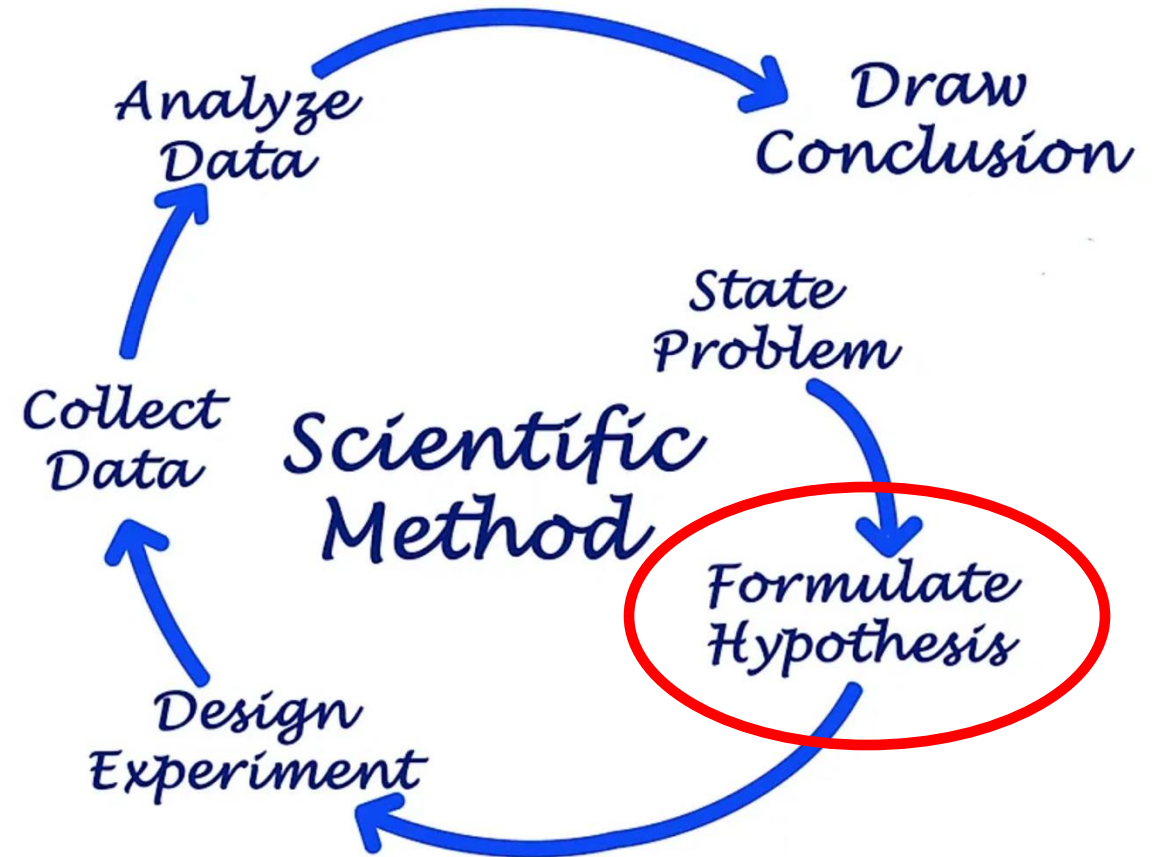 Analyze
Data
Draw
Conclusion
State
Problem
Collect
Data
Scientific
Method
Formulate
Hypothesis
Design
Experiment